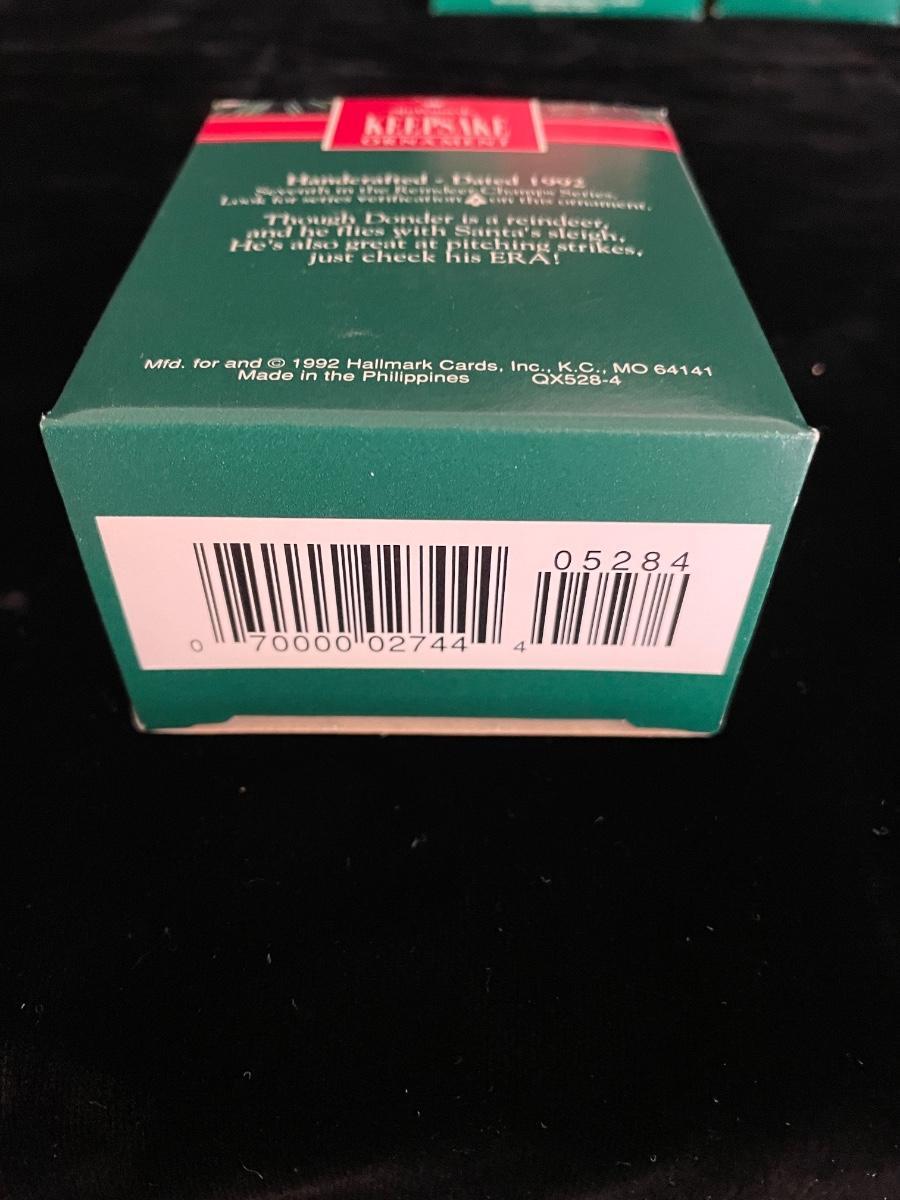 KEEPSAKE
ORNAMENT
Handcrafted - Dated 1992
Seventh in the Reindeer Champs Series.
Look for series verification on this ornament.
Though Donder is a reindeer,
and he flies with Santa's sleigh,
He's also great at pitching strikes,
just check his ERA!
Mfd. for and © 1992 Hallmark Cards, Inc., K.C., MO 64141
Made in the Philippines QX528-4
05284
0 70000 02744 4